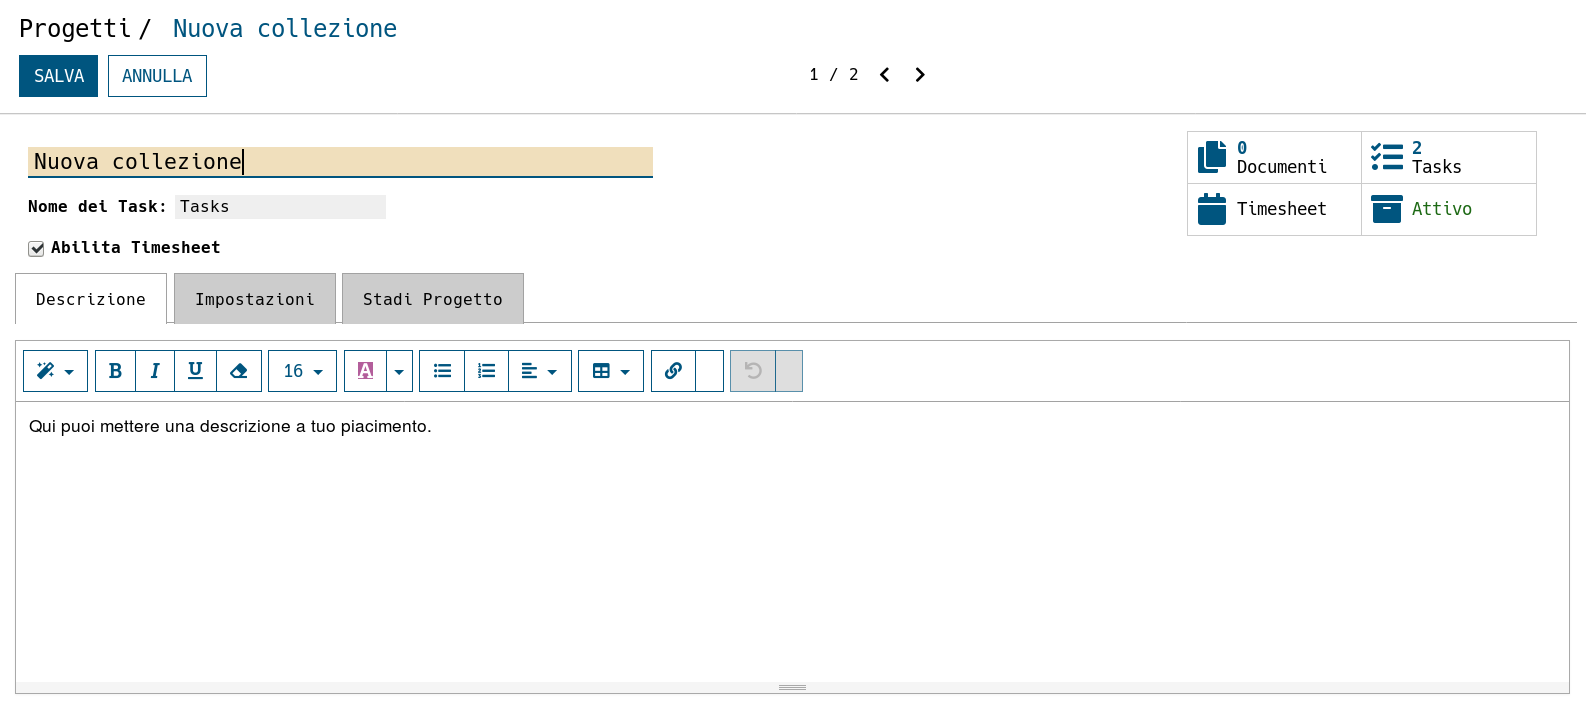 Progetti / Nuova collezione
SALVA ANNULLA 1 / 2
Nuova collezione
0
Documenti
2
Tasks
Timesheet
Attivo
Nome dei Task: Tasks
Abilita Timesheet
Descrizione Impostazioni Stadi Progetto
B I U 16 A
Qui puoi mettere una descrizione a tuo piacimento.